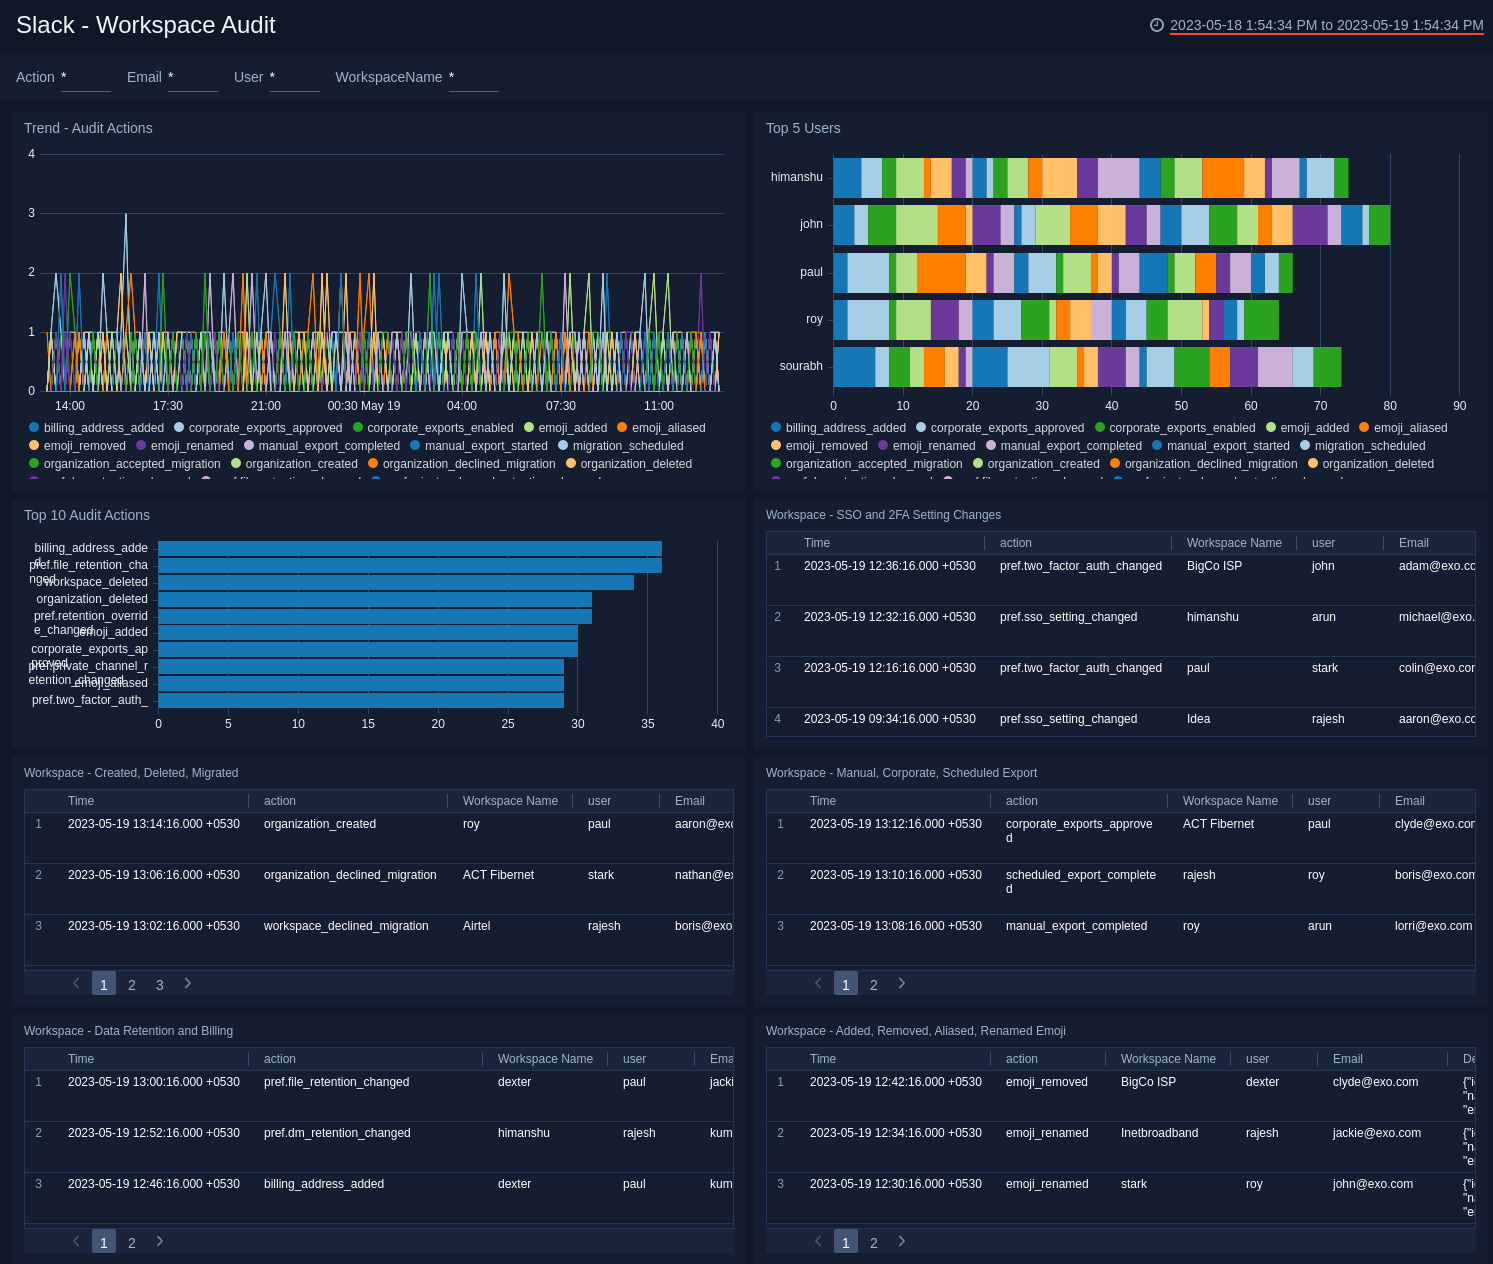 Slack - Workspace Audit
2023-05-18 1:54:34 PM to 2023-05-19 1:54:34 PM
Action * Email * User * WorkspaceName *
Trend - Audit Actions
4
3
2
1
0
14:00 17:30 21:00 00:30 May 19 04:00 07:30 11:00
billing_address_added corporate_exports_approved corporate_exports_enabled emoji_added emoji_aliased
emoji_removed emoji_renamed manual_export_completed manual_export_started migration_scheduled
organization_accepted_migration organization_created organization_declined_migration organization_deleted
Top 5 Users
himanshu
john
paul
roy
sourabh
0 10 20 30 40 50 60 70 80 90
billing_address_added corporate_exports_approved corporate_exports_enabled emoji_added emoji_aliased
emoji_removed emoji_renamed manual_export_completed manual_export_started migration_scheduled
organization_accepted_migration organization_created organization_declined_migration organization_deleted
Top 10 Audit Actions
billing_address_adde
d
pref.file_retention_cha
nged
workspace_deleted
organization_deleted
pref.retention_overrid
e_changed
emoji_added
corporate_exports_ap
proved
pref.private_channel_r
etention_changed
emoji_aliased
pref.two_factor_auth_
0 5 10 15 20 25 30 35 40
Workspace - SSO and 2FA Setting Changes
Time action Workspace Name user Email
1 2023-05-19 12:36:16.000 +0530 pref.two_factor_auth_changed BigCo ISP john adam@exo.co
2 2023-05-19 12:32:16.000 +0530 pref.sso_setting_changed himanshu arun michael@exo.
3 2023-05-19 12:16:16.000 +0530 pref.two_factor_auth_changed paul stark colin@exo.com
4 2023-05-19 09:34:16.000 +0530 pref.sso_setting_changed Idea rajesh aaron@exo.co
Workspace - Created, Deleted, Migrated
Time action Workspace Name user Email
1 2023-05-19 13:14:16.000 +0530 organization_created roy paul aaron@exo
2 2023-05-19 13:06:16.000 +0530 organization_declined_migration ACT Fibernet stark nathan@ex
3 2023-05-19 13:02:16.000 +0530 workspace_declined_migration Airtel rajesh boris@exo
1 2 3
Workspace - Manual, Corporate, Scheduled Export
Time action Workspace Name user Email
1 2023-05-19 13:12:16.000 +0530 corporate_exports_approve ACT Fibernet paul clyde@exo.com
d
2 2023-05-19 13:10:16.000 +0530 scheduled_export_complete rajesh roy boris@exo.com
d
3 2023-05-19 13:08:16.000 +0530 manual_export_completed roy arun lorri@exo.com
1 2
Workspace - Data Retention and Billing
Time action Workspace Name user Ema
1 2023-05-19 13:00:16.000 +0530 pref.file_retention_changed dexter paul jacki
2 2023-05-19 12:52:16.000 +0530 pref.dm_retention_changed himanshu rajesh kum
3 2023-05-19 12:46:16.000 +0530 billing_address_added dexter paul kum
1 2
Workspace - Added, Removed, Aliased, Renamed Emoji
Time action Workspace Name user Email De
1 2023-05-19 12:42:16.000 +0530 emoji_removed BigCo ISP dexter clyde@exo.com {"i
"na
"e
2 2023-05-19 12:34:16.000 +0530 emoji_renamed Inetbroadband rajesh jackie@exo.com {"i
"na
"e
3 2023-05-19 12:30:16.000 +0530 emoji_renamed stark roy john@exo.com {"i
"na
"e
1 2